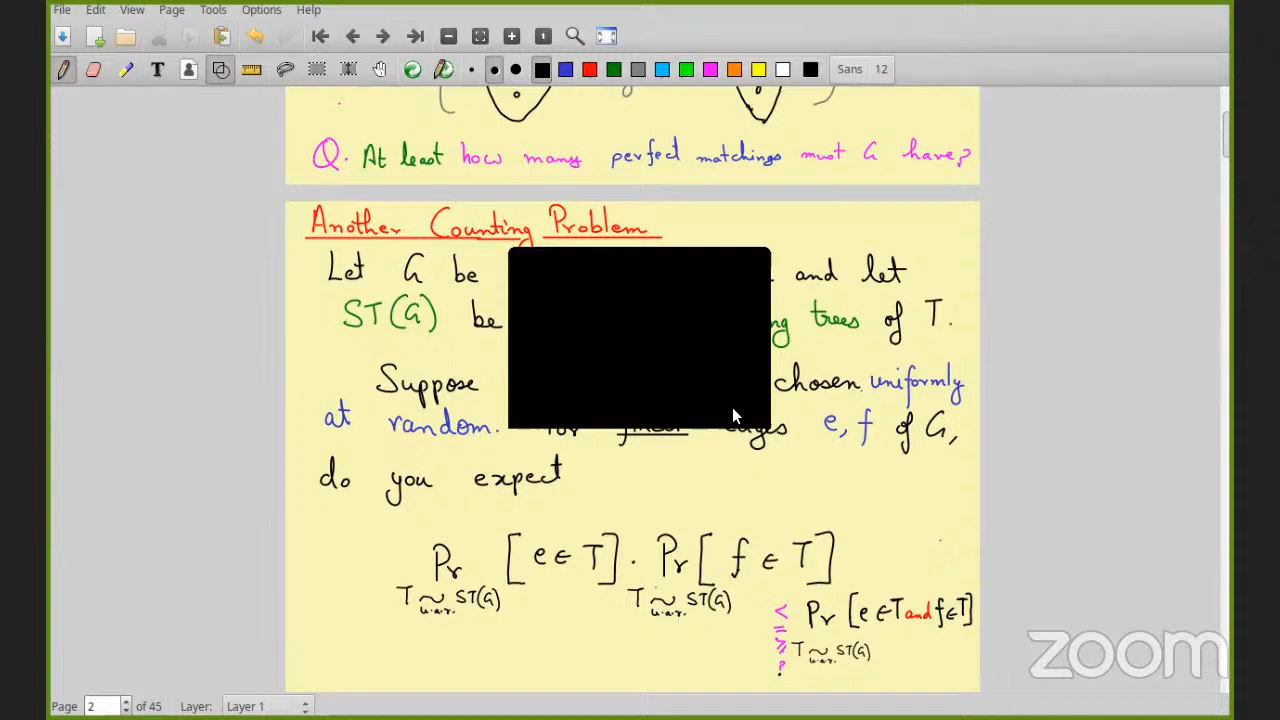 File Edit View Page Tools Options Help
Sans 12
Q. At least how many perfect matchings must G have?
Another Counting Problem
Let G be and let
ST(G) be trees of T.
Suppose chosen uniformly
at random. edges e, f of G,
do you expect
Pr [e ∈ T] · Pr [f ∈ T]
T ~ ST(G) T ~ ST(G)
u.a.r. u.a.r.
< = ≥ ? Pr [e ∈ T and f ∈ T]
T ~ ST(G)
u.a.r.
zoom
Page 2 of 45 Layer: Layer 1